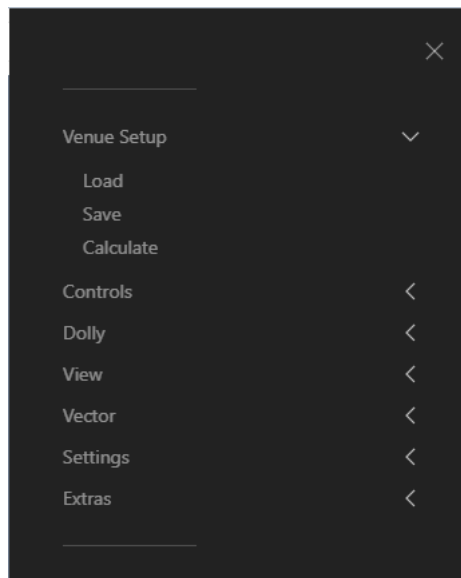 Venue Setup
Load
Save
Calculate
Controls
Dolly
View
Vector
Settings
Extras